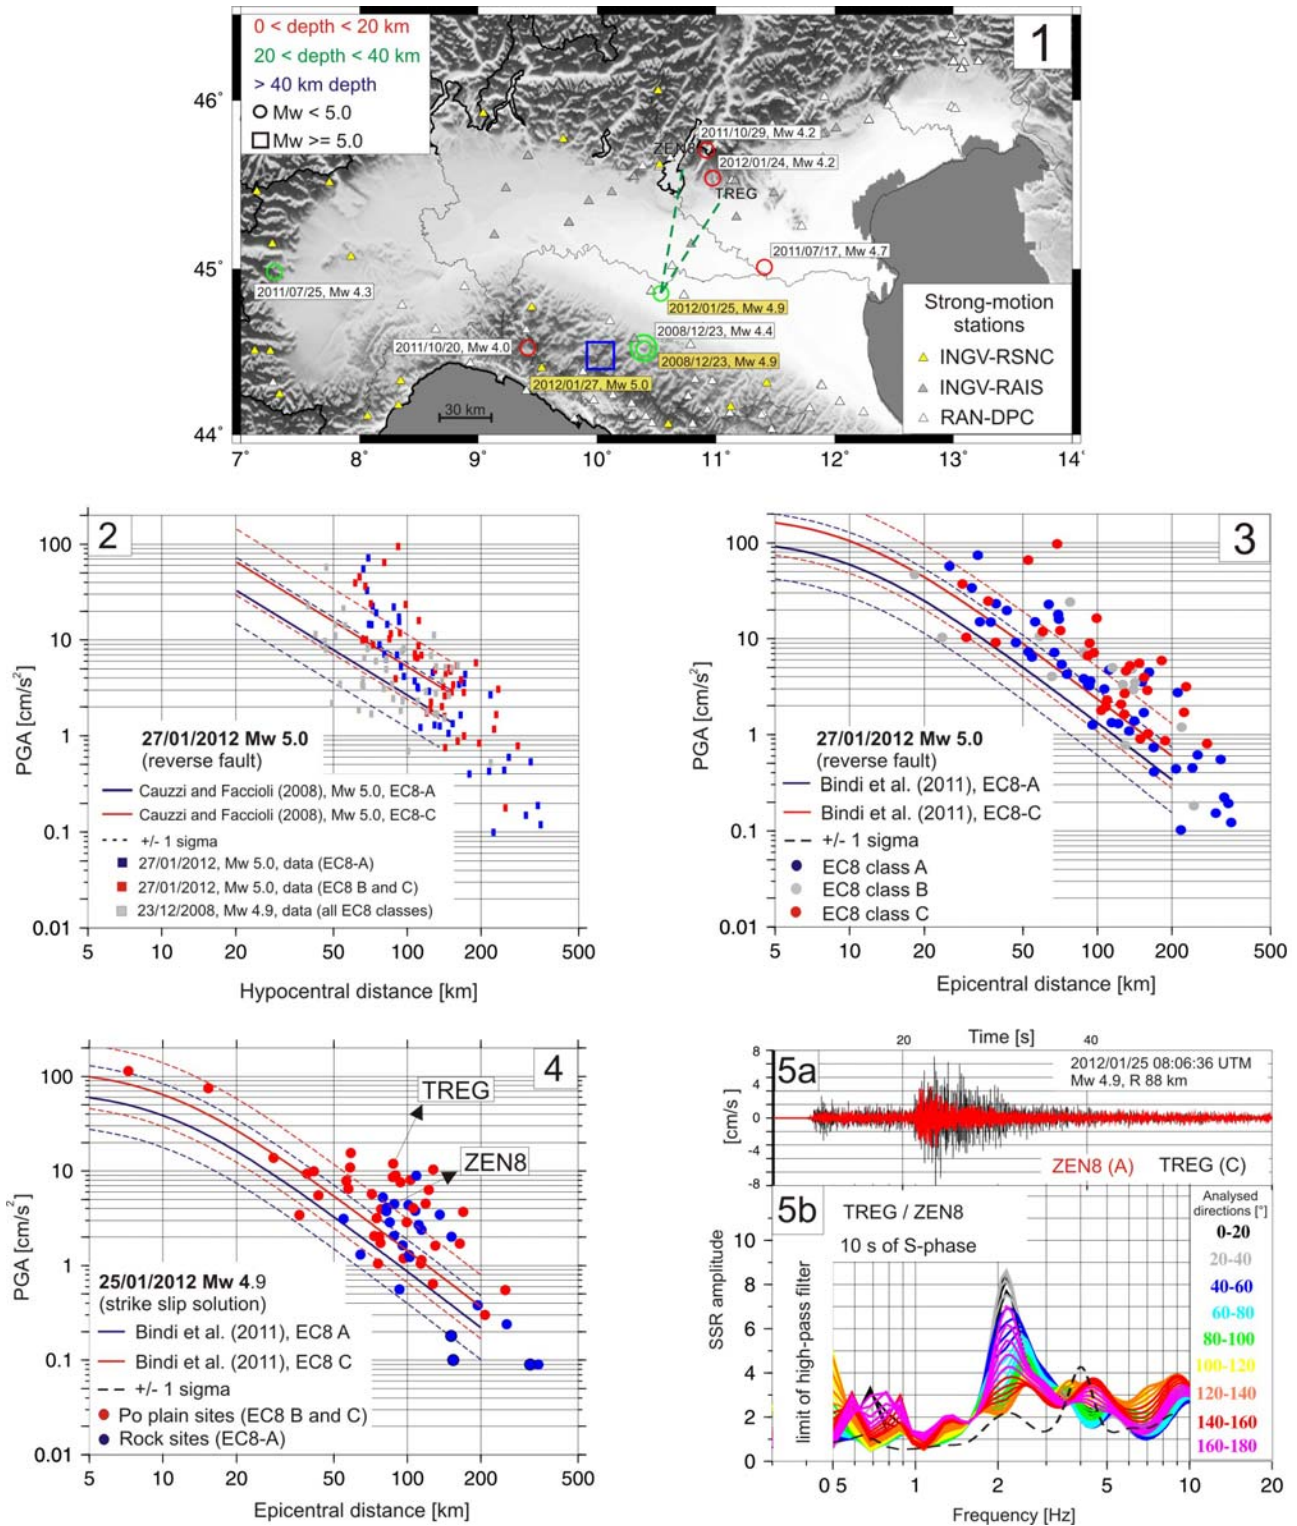 0 < depth < 20 km
20 < depth < 40 km
> 40 km depth
Mw < 5.0
Mw >= 5.0
1
46°
45°
44°
2011/10/29, Mw 4.2
ZEN8
2012/01/24, Mw 4.2
TREG
2011/07/17, Mw 4.7
2011/07/25, Mw 4.3
2012/01/25, Mw 4.9
2008/12/23, Mw 4.4
2011/10/20, Mw 4.0
2008/12/23, Mw 4.9
2012/01/27, Mw 5.0
30 km
Strong-motion
stations
INGV-RSNC
INGV-RAIS
RAN-DPC
7° 8° 9° 10° 11° 12° 13° 14°
2
PGA [cm/s²]
100
10
1
0.1
0.01
27/01/2012 Mw 5.0
(reverse fault)
Cauzzi and Faccioli (2008), Mw 5.0, EC8-A
Cauzzi and Faccioli (2008), Mw 5.0, EC8-C
+/- 1 sigma
27/01/2012, Mw 5.0, data (EC8-A)
27/01/2012, Mw 5.0, data (EC8 B and C)
23/12/2008, Mw 4.9, data (all EC8 classes)
5 10 20 50 100 200 500
Hypocentral distance [km]
3
PGA [cm/s²]
100
10
1
0.1
0.01
27/01/2012 Mw 5.0
(reverse fault)
Bindi et al. (2011), EC8-A
Bindi et al. (2011), EC8-C
+/- 1 sigma
EC8 class A
EC8 class B
EC8 class C
5 10 20 50 100 200 500
Epicentral distance [km]
4
PGA [cm/s²]
100
10
1
0.1
0.01
TREG
ZEN8
25/01/2012 Mw 4.9
(strike slip solution)
Bindi et al. (2011), EC8 A
Bindi et al. (2011), EC8 C
+/- 1 sigma
Po plain sites (EC8 B and C)
Rock sites (EC8-A)
5 10 20 50 100 200 500
Epicentral distance [km]
Time [s]
20 40
5a
2012/01/25 08:06:36 UTM
Mw 4.9, R 88 km
[cm/s²]
8
4
0
-4
-8
ZEN8 (A) TREG (C)
5b
TREG / ZEN8
10 s of S-phase
SSR amplitude
limit of high-pass filter
10
8
6
4
2
0
Analysed
directions [°]
0-20
20-40
40-60
60-80
80-100
100-120
120-140
140-160
160-180
0 0.5 1 2 5 10 20
Frequency [Hz]